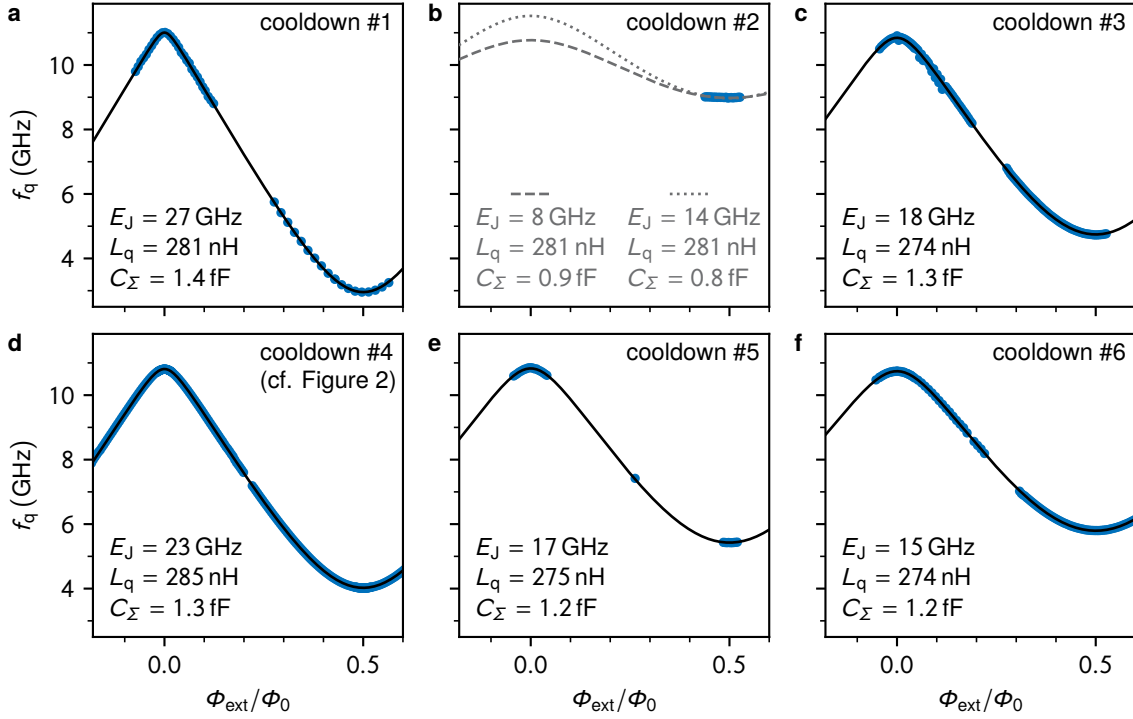 a
cooldown #1
f_q (GHz)
10
8
6
4
E_J = 27 GHz
L_q = 281 nH
C_Σ = 1.4 fF
b
cooldown #2
E_J = 8 GHz
L_q = 281 nH
C_Σ = 0.9 fF
E_J = 14 GHz
L_q = 281 nH
C_Σ = 0.8 fF
c
cooldown #3
E_J = 18 GHz
L_q = 274 nH
C_Σ = 1.3 fF
d
cooldown #4
(cf. Figure 2)
f_q (GHz)
10
8
6
4
E_J = 23 GHz
L_q = 285 nH
C_Σ = 1.3 fF
0.0
0.5
Φ_ext/Φ_0
e
cooldown #5
E_J = 17 GHz
L_q = 275 nH
C_Σ = 1.2 fF
0.0
0.5
Φ_ext/Φ_0
f
cooldown #6
E_J = 15 GHz
L_q = 274 nH
C_Σ = 1.2 fF
0.0
0.5
Φ_ext/Φ_0